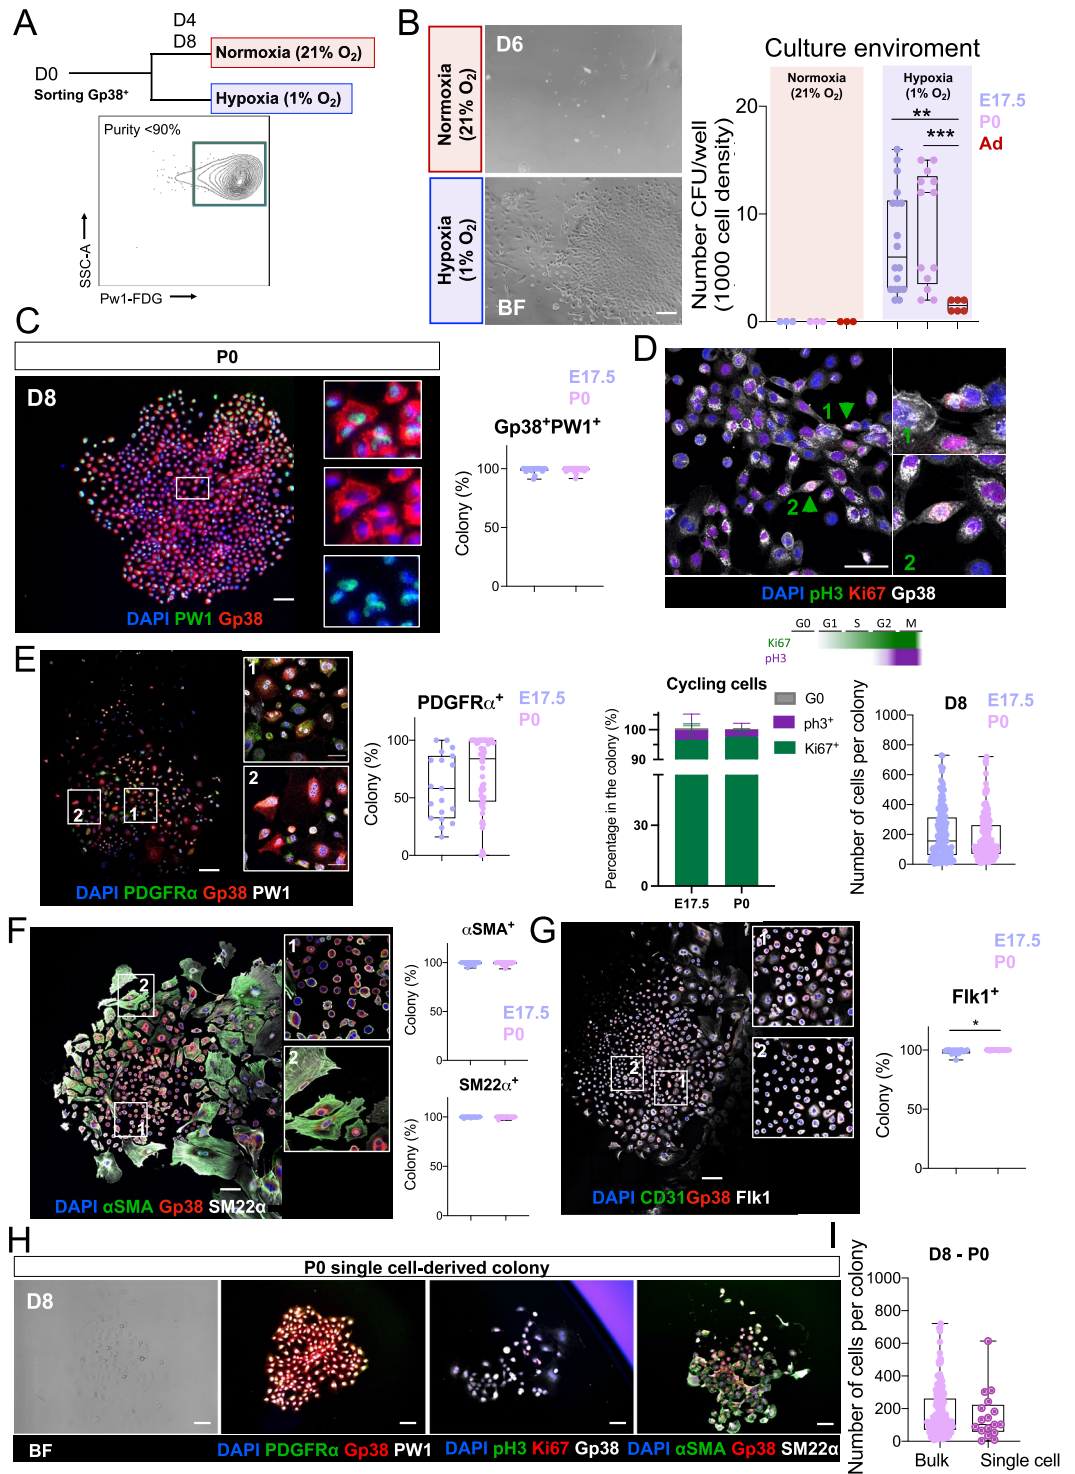 A
D4
D8
Normoxia (21% O₂)
D0
Sorting Gp38⁺
Hypoxia (1% O₂)
Purity <90%
SSC-A
Pw1-FDG
B
Normoxia
(21% O₂)
D6
Hypoxia
(1% O₂)
BF
Culture enviroment
Normoxia
(21% O₂)
Hypoxia
(1% O₂)
E17.5
P0
Ad
**
***
Number CFU/well
(1000 cell density)
20
10
0
C
P0
D8
DAPI PW1 Gp38
E17.5
P0
Gp38⁺PW1⁺
Colony (%)
100
50
0
D
1
2
1
2
DAPI pH3 Ki67 Gp38
G0 G1 S G2 M
Ki67
pH3
Cycling cells
G0
ph3⁺
Ki67⁺
Percentage in the colony (%)
100
90
30
0
E17.5 P0
D8
E17.5
P0
Number of cells per colony
1000
800
600
400
200
0
E
1
2
2
1
DAPI PDGFRα Gp38 PW1
PDGFRα⁺
E17.5
P0
Colony (%)
100
50
0
F
2
1
1
2
DAPI αSMA Gp38 SM22α
αSMA⁺
Colony (%)
100
50
0
E17.5
P0
SM22α⁺
Colony (%)
100
50
0
G
1
2
2
1
DAPI CD31 Gp38 Flk1
E17.5
P0
Flk1⁺
*
Colony (%)
100
50
0
H
P0 single cell-derived colony
D8
BF
DAPI PDGFRα Gp38 PW1
DAPI pH3 Ki67 Gp38
DAPI αSMA Gp38 SM22α
I
D8 - P0
Number of cells per colony
1000
800
600
400
200
0
Bulk Single cell